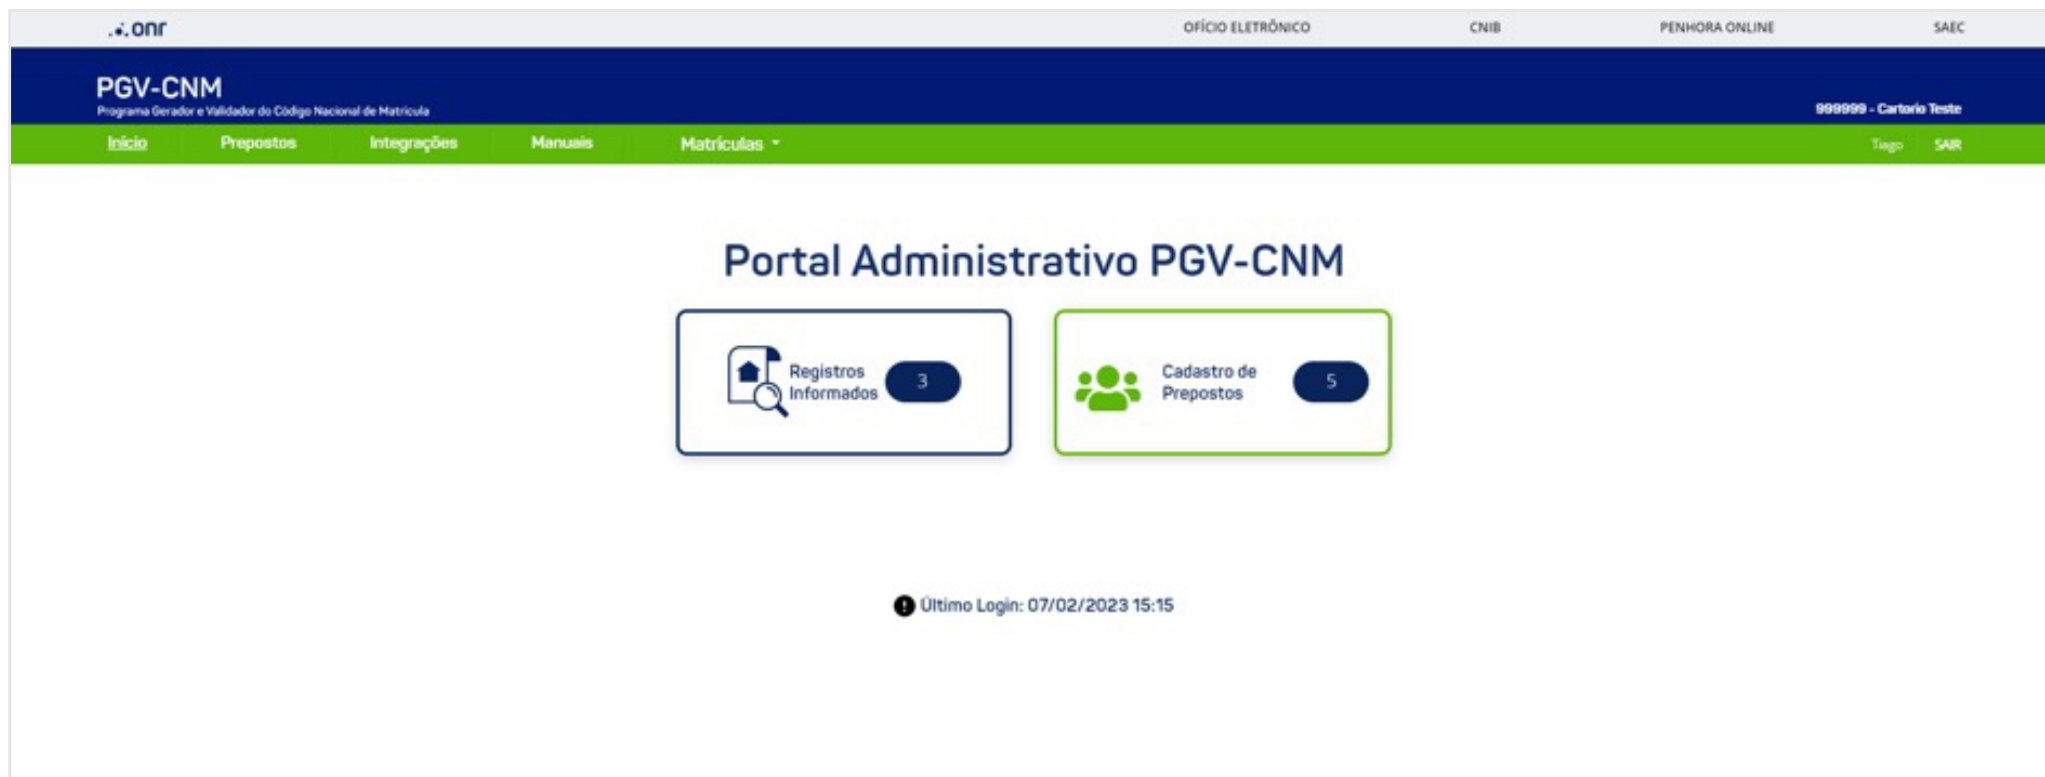 onr OFÍCIO ELETRÔNICO CNIB PENHORA ONLINE SAEC
PGV-CNM
Programa Gerador e Validador do Código Nacional de Matrícula
999999 - Cartorio Teste
Início Prepostos Integrações Manuais Matrículas Tiago SAIR
Portal Administrativo PGV-CNM
Registros
Informados
3
Cadastro de
Prepostos
5
Último Login: 07/02/2023 15:15